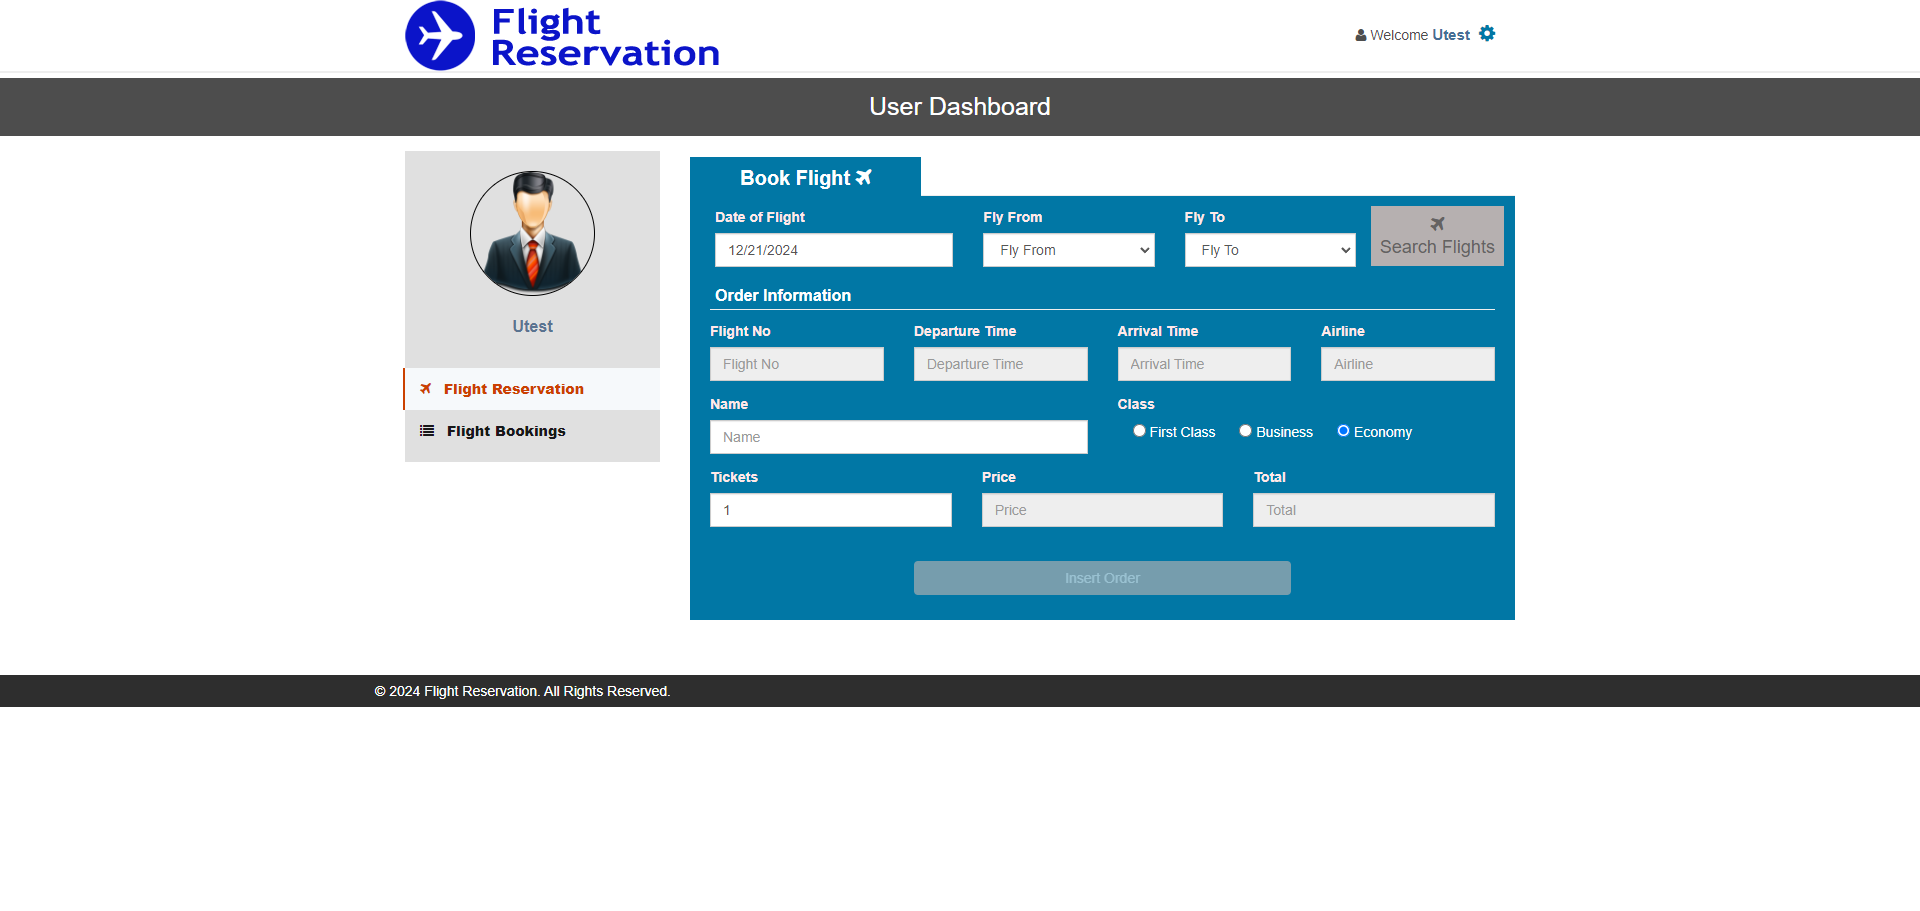 Flight
Reservation
Welcome Utest
User Dashboard
Utest
Flight Reservation
Flight Bookings
Book Flight
Date of Flight Fly From Fly To
12/21/2024 Fly From Fly To
Search Flights
Order Information
Flight No Departure Time Arrival Time Airline
Flight No Departure Time Arrival Time Airline
Name Class
Name First Class Business Economy
Tickets Price Total
1 Price Total
Insert Order
© 2024 Flight Reservation. All Rights Reserved.